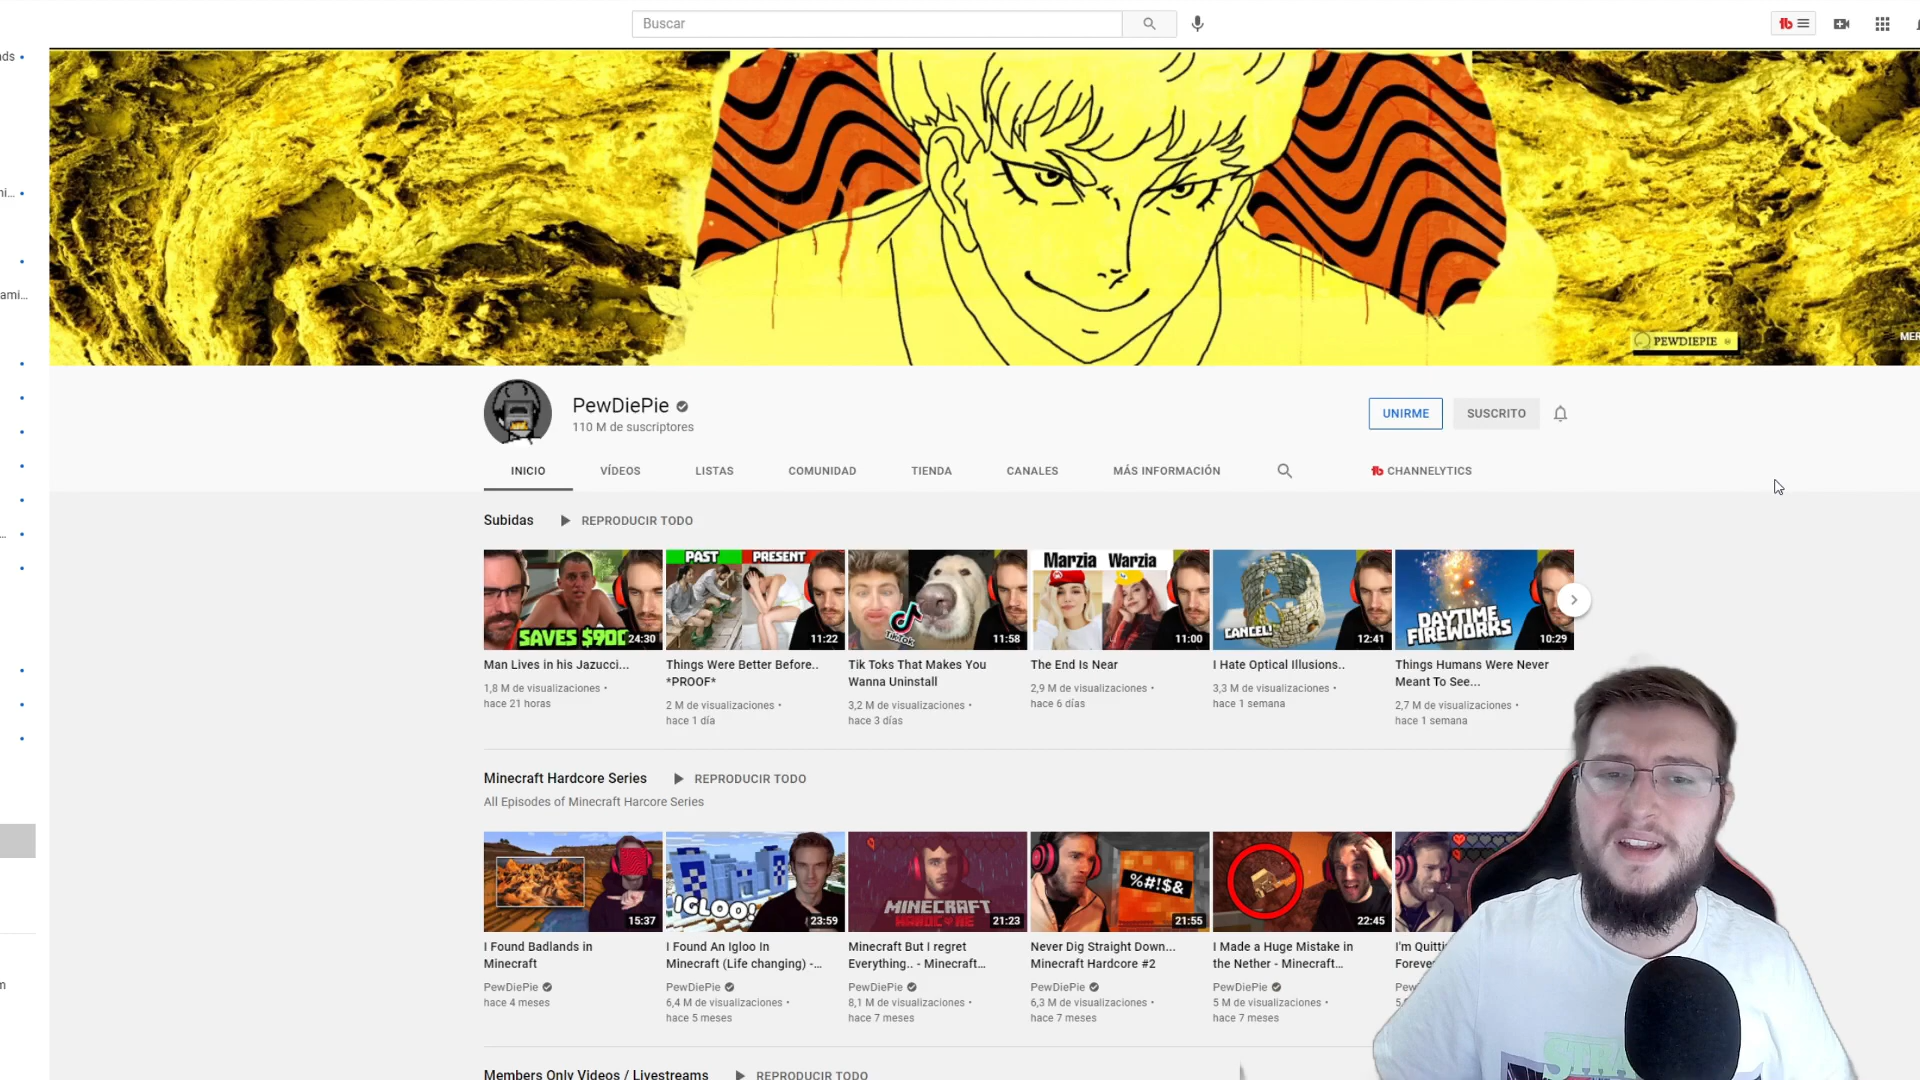 Buscar
PEWDIEPIE
PewDiePie
110 M de suscriptores
UNIRME
SUSCRITO
INICIO
VÍDEOS
LISTAS
COMUNIDAD
TIENDA
CANALES
MÁS INFORMACIÓN
CHANNELYTICS
Subidas
REPRODUCIR TODO
SAVES $900
24:30
PAST PRESENT
11:22
TikTok
11:58
Marzia Warzia
11:00
CANCEL!
12:41
DAYTIME
FIREWORKS
10:29
Man Lives in his Jazucci...
1,8 M de visualizaciones •
hace 21 horas
Things Were Better Before..
*PROOF*
2 M de visualizaciones •
hace 1 día
Tik Toks That Makes You
Wanna Uninstall
3,2 M de visualizaciones •
hace 3 días
The End Is Near
2,9 M de visualizaciones •
hace 6 días
I Hate Optical Illusions..
3,3 M de visualizaciones •
hace 1 semana
Things Humans Were Never
Meant To See...
2,7 M de visualizaciones •
hace 1 semana
Minecraft Hardcore Series
REPRODUCIR TODO
All Episodes of Minecraft Harcore Series
15:37
IGLOO!
23:59
MINECRAFT
HARDCORE
21:23
%#!$&
21:55
22:45
I Found Badlands in
Minecraft
PewDiePie
hace 4 meses
I Found An Igloo In
Minecraft (Life changing) -...
PewDiePie
6,4 M de visualizaciones •
hace 5 meses
Minecraft But I regret
Everything.. - Minecraft...
PewDiePie
8,1 M de visualizaciones •
hace 7 meses
Never Dig Straight Down...
Minecraft Hardcore #2
PewDiePie
6,3 M de visualizaciones •
hace 7 meses
I Made a Huge Mistake in
the Nether - Minecraft...
PewDiePie
5 M de visualizaciones •
hace 7 meses
I'm
Members Only Videos / Livestreams
REPRODUCIR TODO